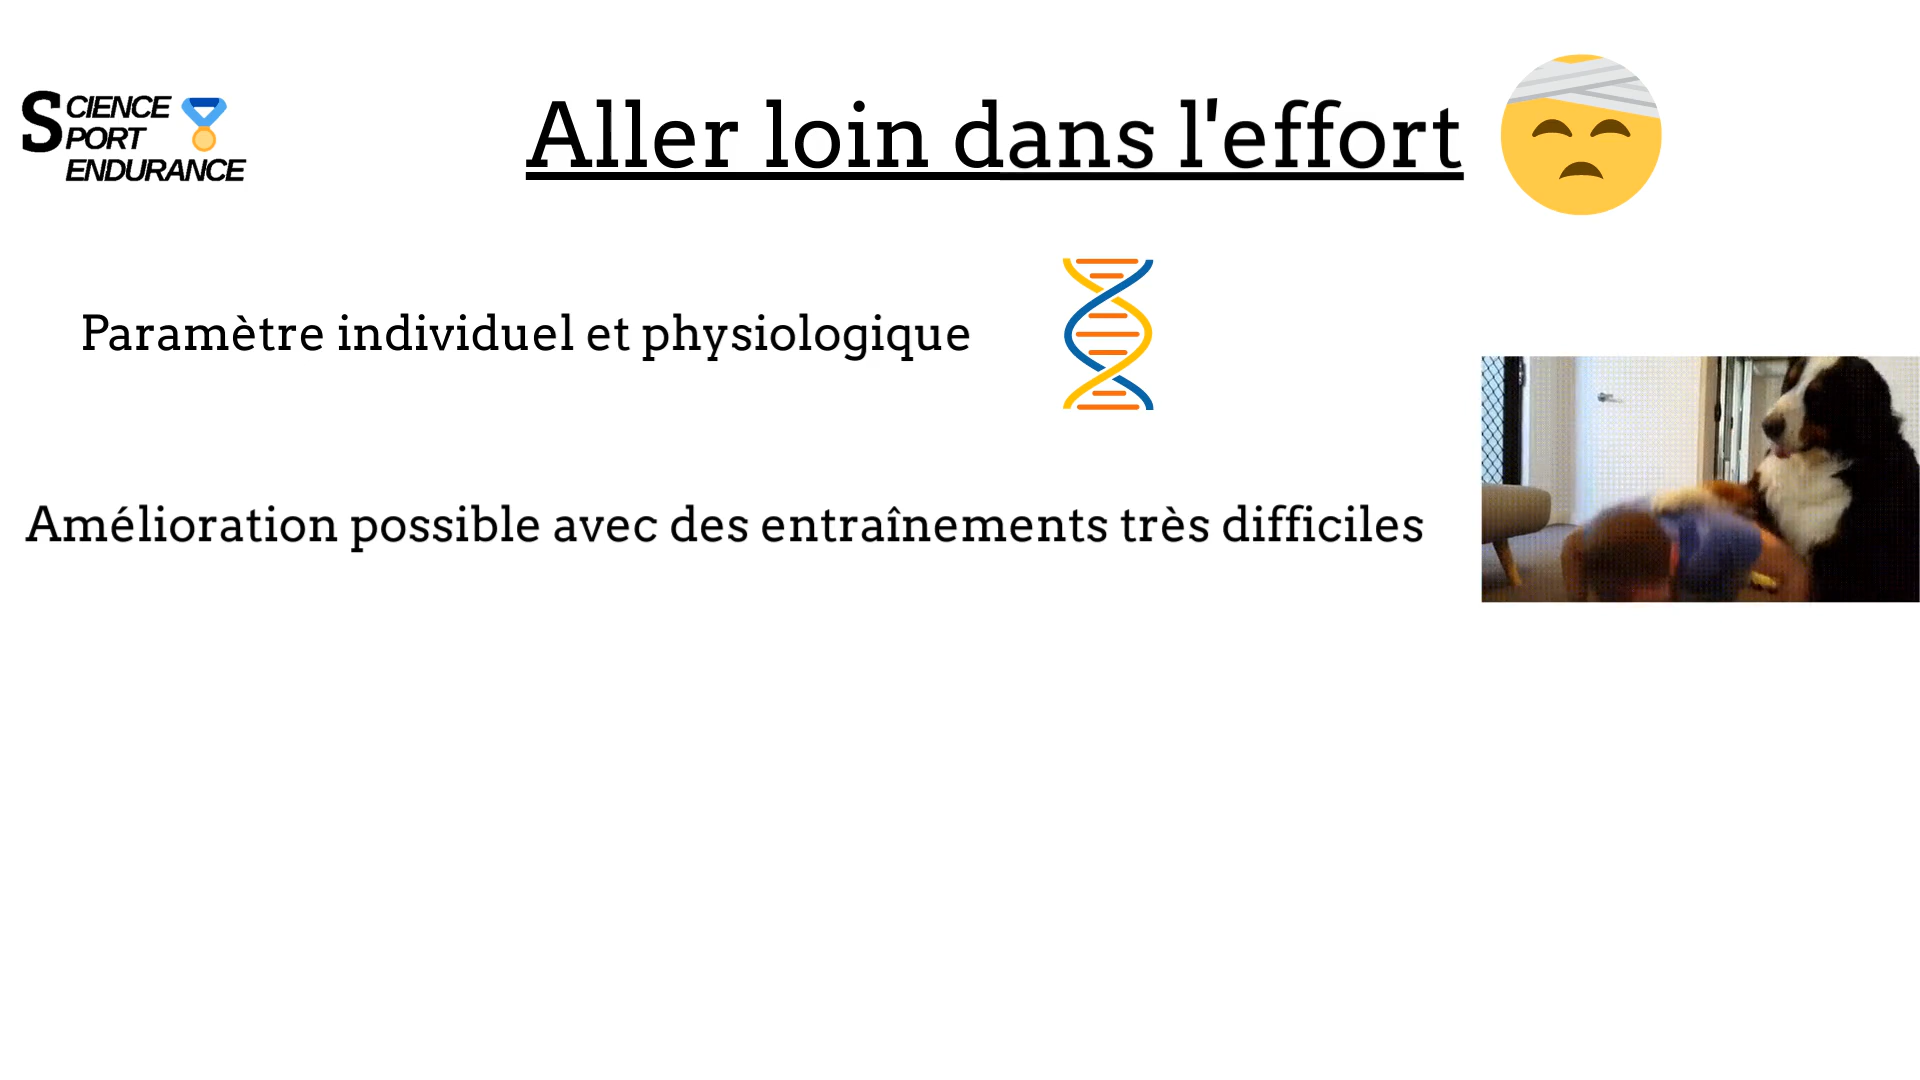 SCIENCE
SPORT
ENDURANCE
Aller loin dans l'effort
Paramètre individuel et physiologique
Amélioration possible avec des entraînements très difficiles